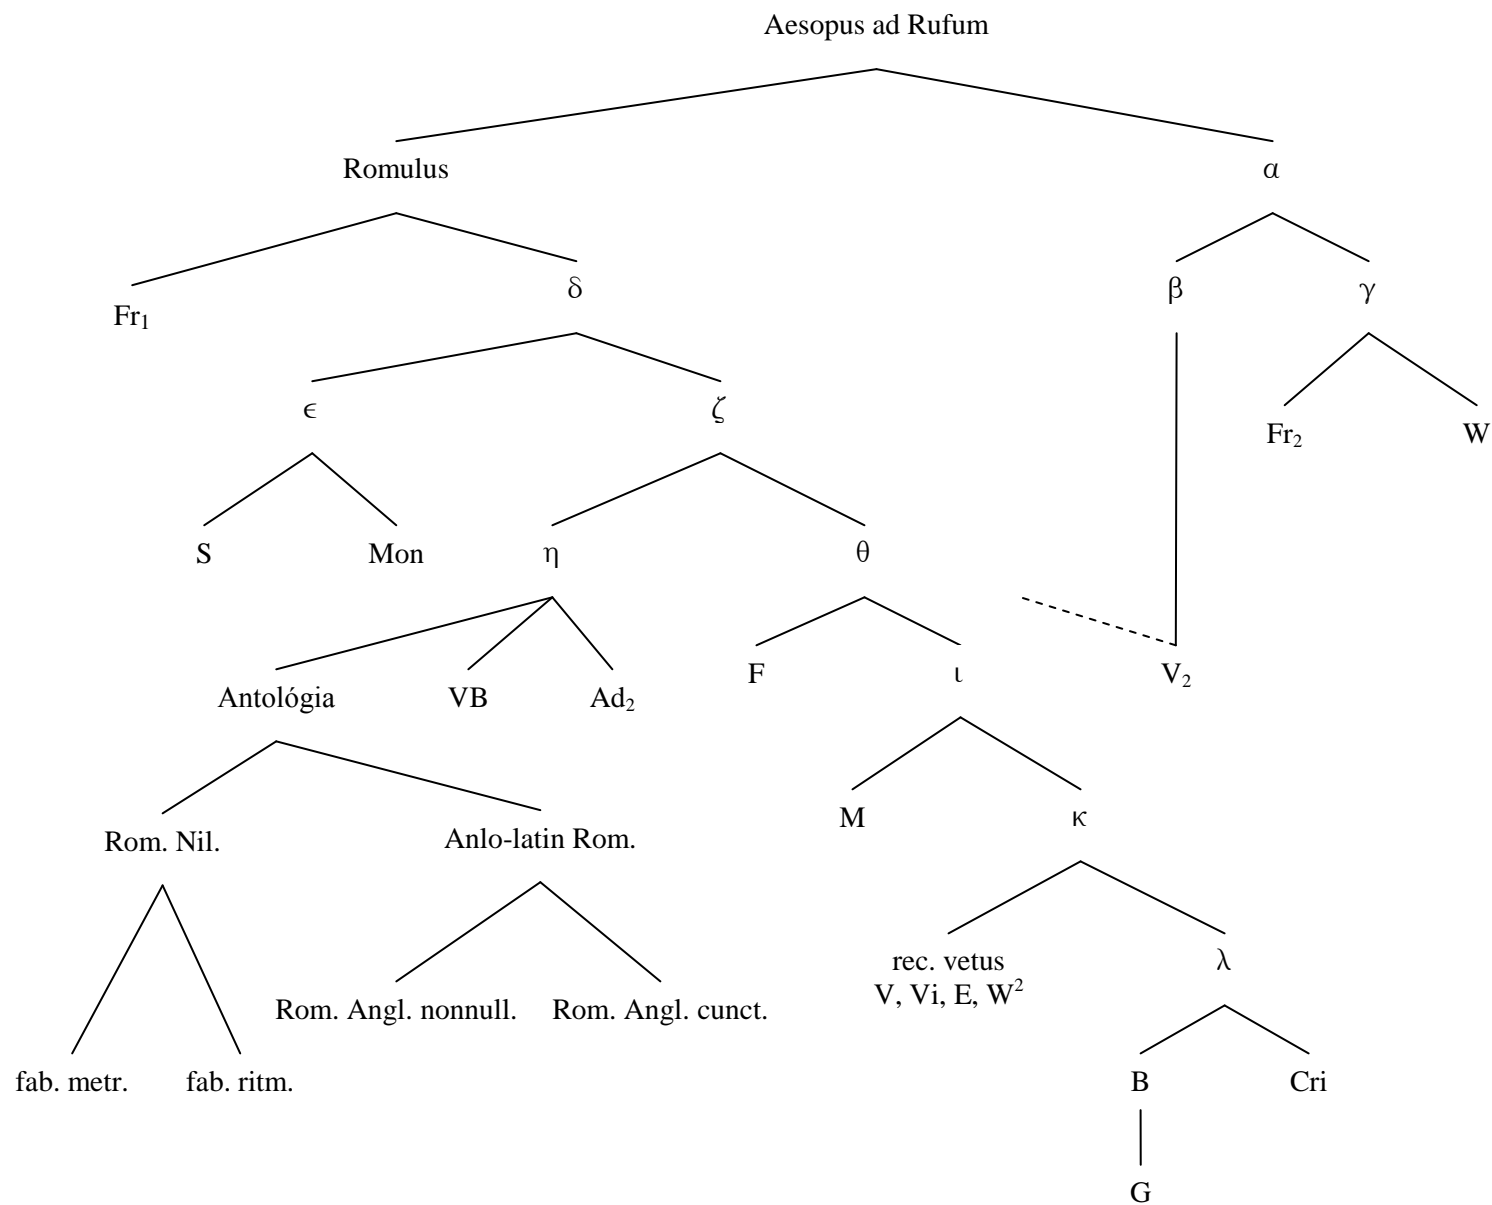 Aesopus ad Rufum
Romulus
α
Fr₁
δ
β
γ
ϵ
ζ
Fr₂
W
S
Mon
η
θ
Antológia
VB
Ad₂
F
ι
V₂
Rom. Nil.
Anlo-latin Rom.
M
κ
rec. vetus
V, Vi, E, W²
λ
Rom. Angl. nonnull.
Rom. Angl. cunct.
fab. metr.
fab. ritm.
B
Cri
G